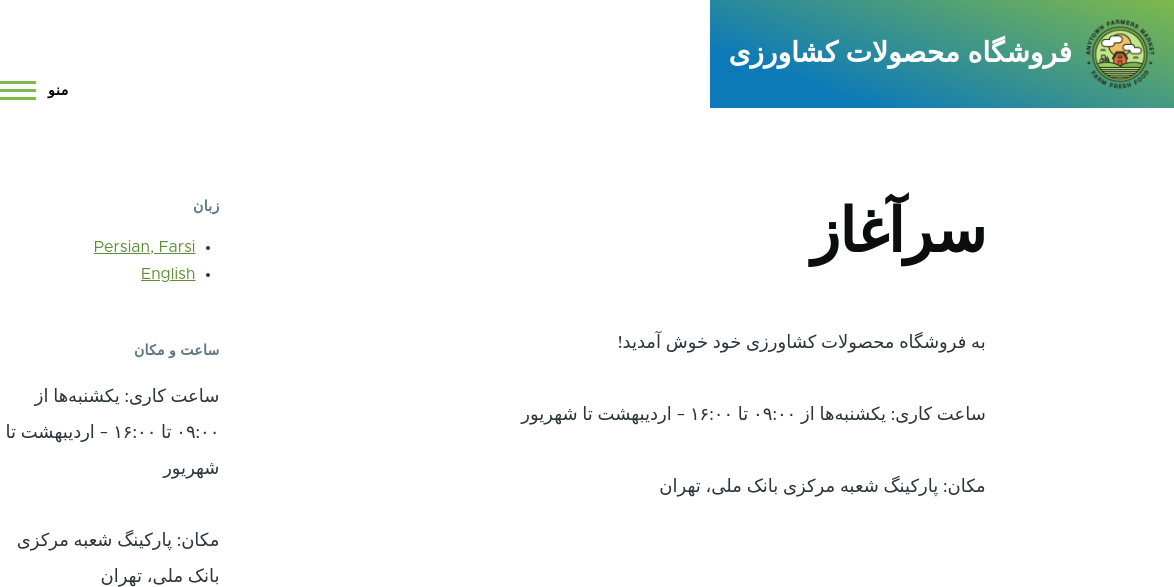 ANYTOWN FARMERS MARKET
FARM FRESH FOOD
فروشگاه محصولات کشاورزی
منو
سرآغاز
به فروشگاه محصولات کشاورزی خود خوش آمدید!
ساعت کاری: یکشنبه‌ها از ۰۹:۰۰ تا ۱۶:۰۰ - اردیبهشت تا شهریور
مکان: پارکینگ شعبه مرکزی بانک ملی، تهران
زبان
Persian, Farsi
English
ساعت و مکان
ساعت کاری: یکشنبه‌ها از
۰۹:۰۰ تا ۱۶:۰۰ - اردیبهشت تا
شهریور
مکان: پارکینگ شعبه مرکزی
بانک ملی، تهران